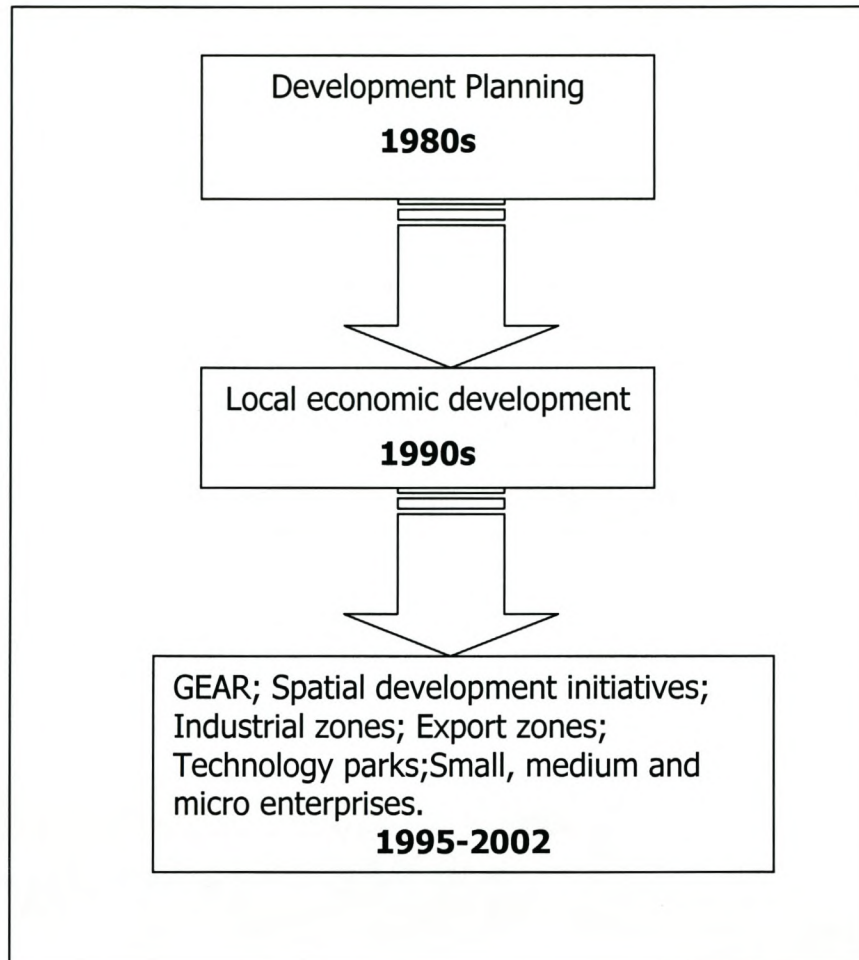 Development Planning
1980s
Local economic development
1990s
GEAR; Spatial development initiatives;
Industrial zones; Export zones;
Technology parks;Small, medium and
micro enterprises.
1995-2002